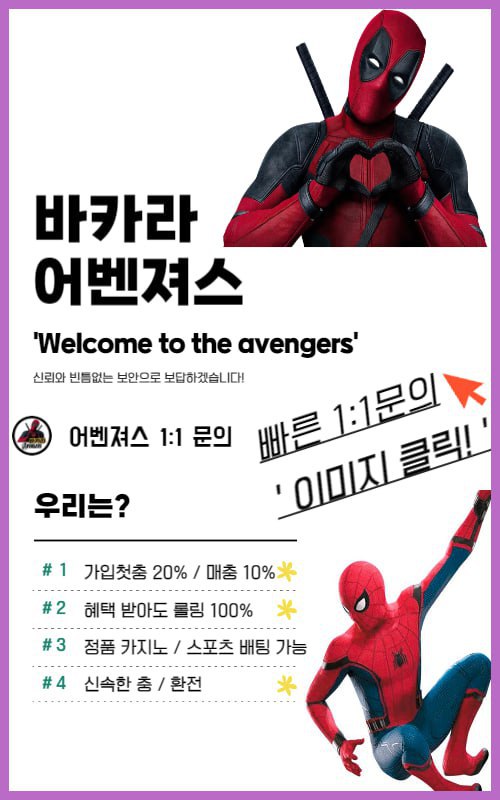 바카라
어벤져스
'Welcome to the avengers'
신뢰와 빈틈없는 보안으로 보답하겠습니다!
어벤져스 1:1 문의
빠른 1:1문의
' 이미지 클릭! '
우리는?
# 1 가입첫충 20% / 매충 10%
# 2 혜택 받아도 롤링 100%
# 3 정품 카지노 / 스포츠 배팅 가능
# 4 신속한 충 / 환전